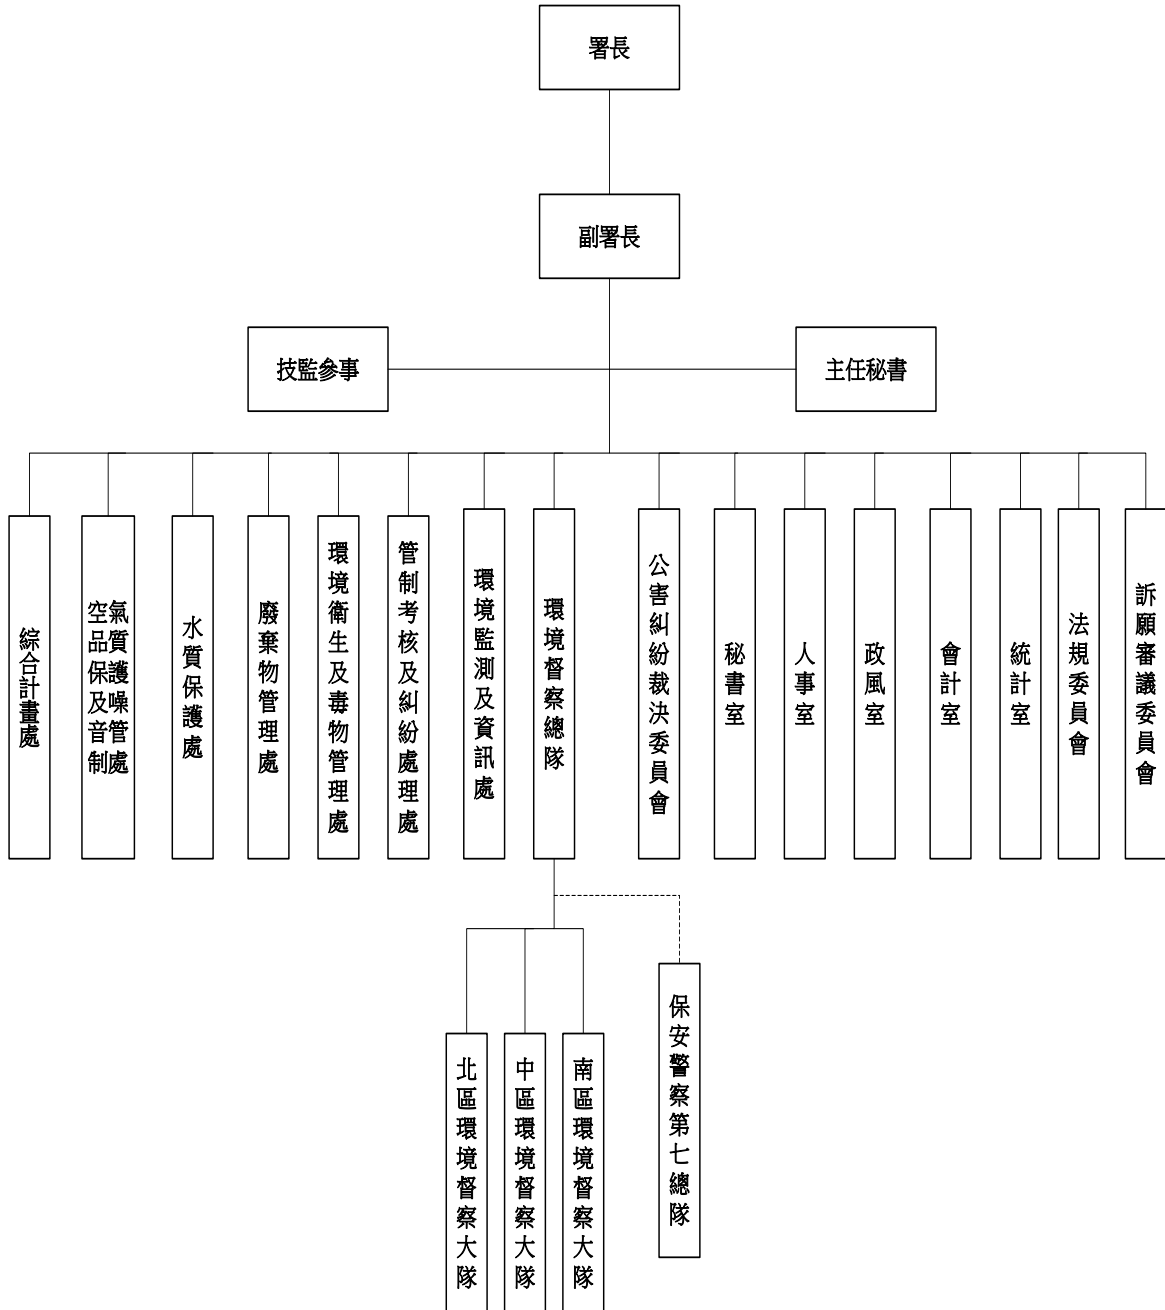 署長
副署長
技監參事
主任秘書
綜合計畫處
空氣品質保護及噪音管制處
水質保護處
廢棄物管理處
環境衛生及毒物管理處
管制考核及糾紛處理處
環境監測及資訊處
環境督察總隊
公害糾紛裁決委員會
秘書室
人事室
政風室
會計室
統計室
法規委員會
訴願審議委員會
北區環境督察大隊
中區環境督察大隊
南區環境督察大隊
保安警察第七總隊